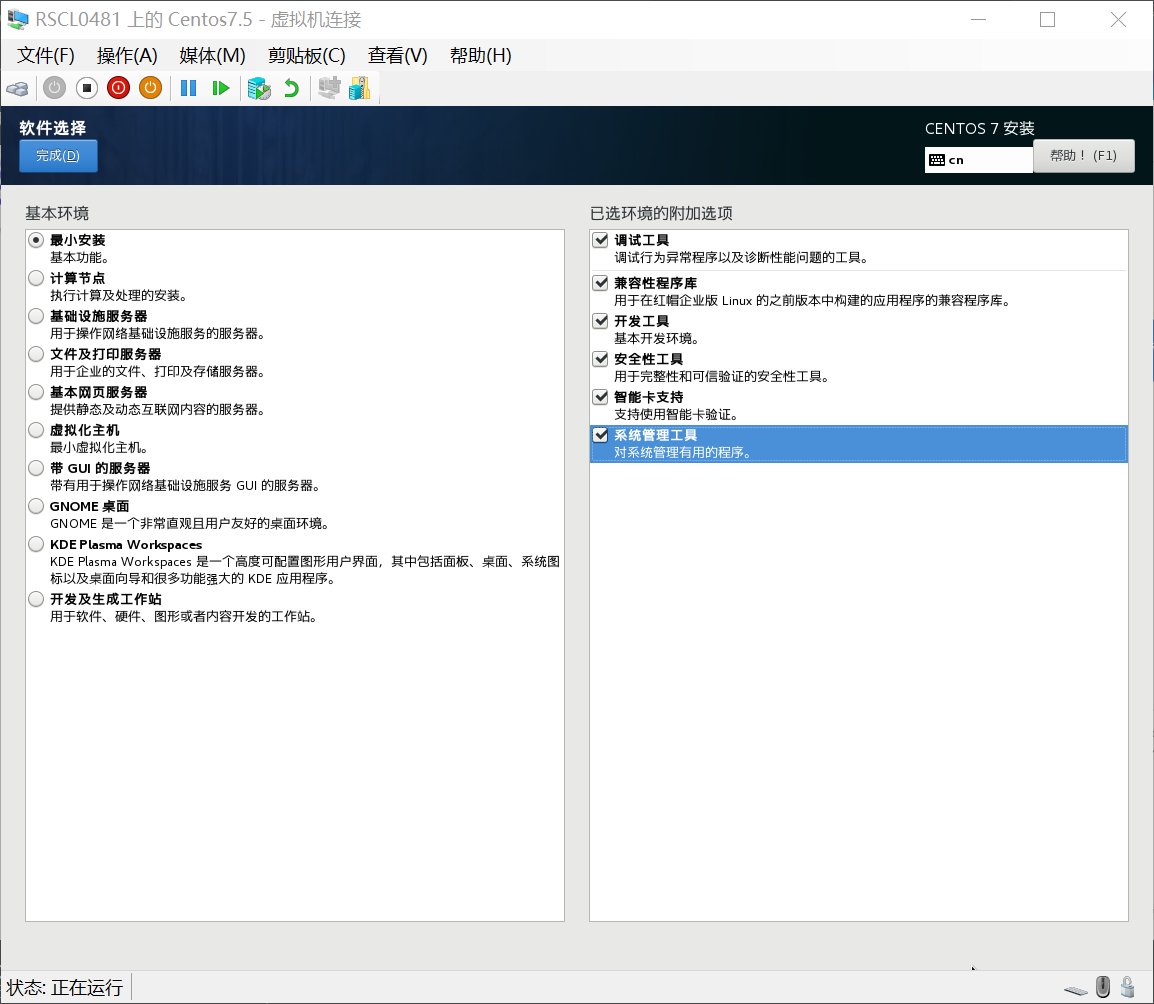 RSCL0481 上的 Centos7.5 - 虚拟机连接
文件(F) 操作(A) 媒体(M) 剪贴板(C) 查看(V) 帮助(H)
软件选择
完成(D)
CENTOS 7 安装
cn
帮助！ (F1)
基本环境
最小安装
基本功能。
计算节点
执行计算及处理的安装。
基础设施服务器
用于操作网络基础设施服务的服务器。
文件及打印服务器
用于企业的文件、打印及存储服务器。
基本网页服务器
提供静态及动态互联网内容的服务器。
虚拟化主机
最小虚拟化主机。
带 GUI 的服务器
带有用于操作网络基础设施服务 GUI 的服务器。
GNOME 桌面
GNOME 是一个非常直观且用户友好的桌面环境。
KDE Plasma Workspaces
KDE Plasma Workspaces 是一个高度可配置图形用户界面，其中包括面板、桌面、系统图
标以及桌面向导和很多功能强大的 KDE 应用程序。
开发及生成工作站
用于软件、硬件、图形或者内容开发的工作站。
已选环境的附加选项
调试工具
调试行为异常程序以及诊断性能问题的工具。
兼容性程序库
用于在红帽企业版 Linux 的之前版本中构建的应用程序的兼容程序库。
开发工具
基本开发环境。
安全性工具
用于完整性和可信验证的安全性工具。
智能卡支持
支持使用智能卡验证。
系统管理工具
对系统管理有用的程序。
状态: 正在运行